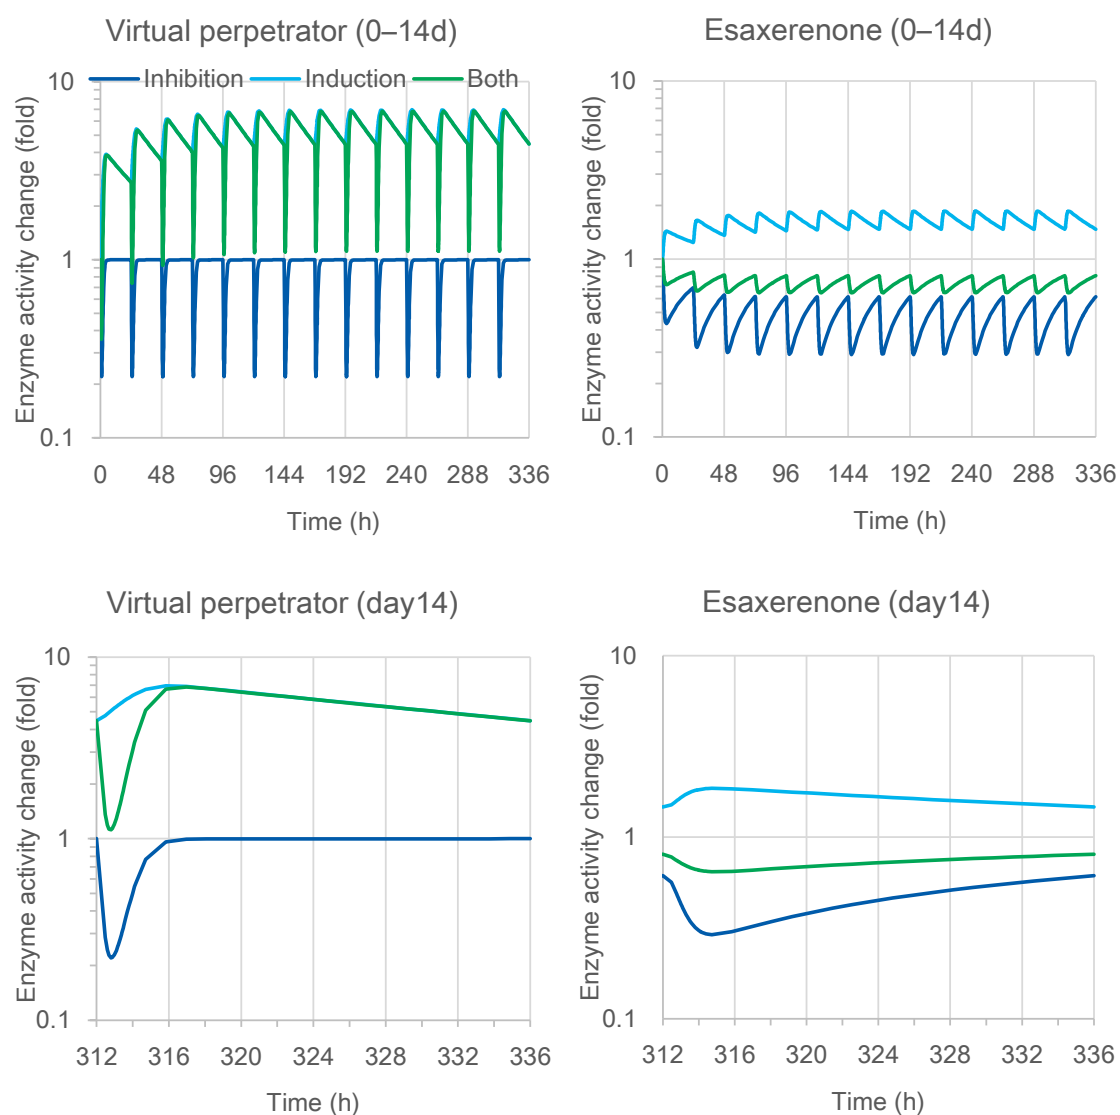 Virtual perpetrator (0–14d)
Inhibition Induction Both
Enzyme activity change (fold)
10
1
0.1
0 48 96 144 192 240 288 336
Time (h)
Esaxerenone (0–14d)
Enzyme activity change (fold)
10
1
0.1
0 48 96 144 192 240 288 336
Time (h)
Virtual perpetrator (day14)
Enzyme activity change (fold)
10
1
0.1
312 316 320 324 328 332 336
Time (h)
Esaxerenone (day14)
Enzyme activity change (fold)
10
1
0.1
312 316 320 324 328 332 336
Time (h)